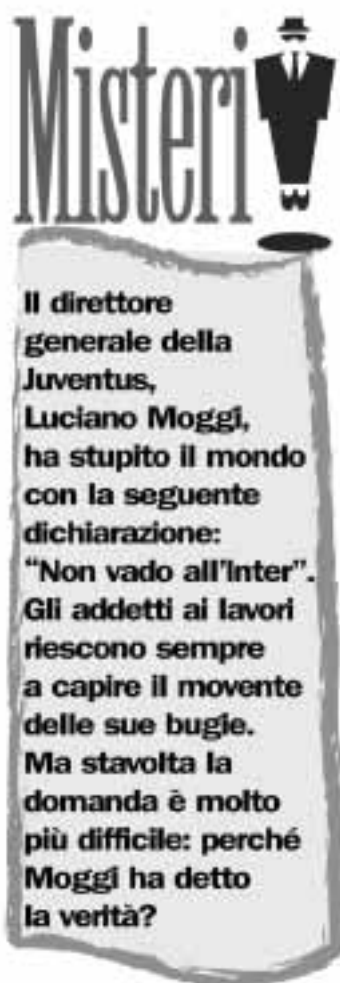 Misteri
Il direttore
generale della
Juventus,
Luciano Moggi,
ha stupito il mondo
con la seguente
dichiarazione:
“Non vado all’Inter”.
Gli addetti ai lavori
riescono sempre
a capire il movente
delle sue bugie.
Ma stavolta la
domanda è molto
più difficile: perché
Moggi ha detto
la verità?